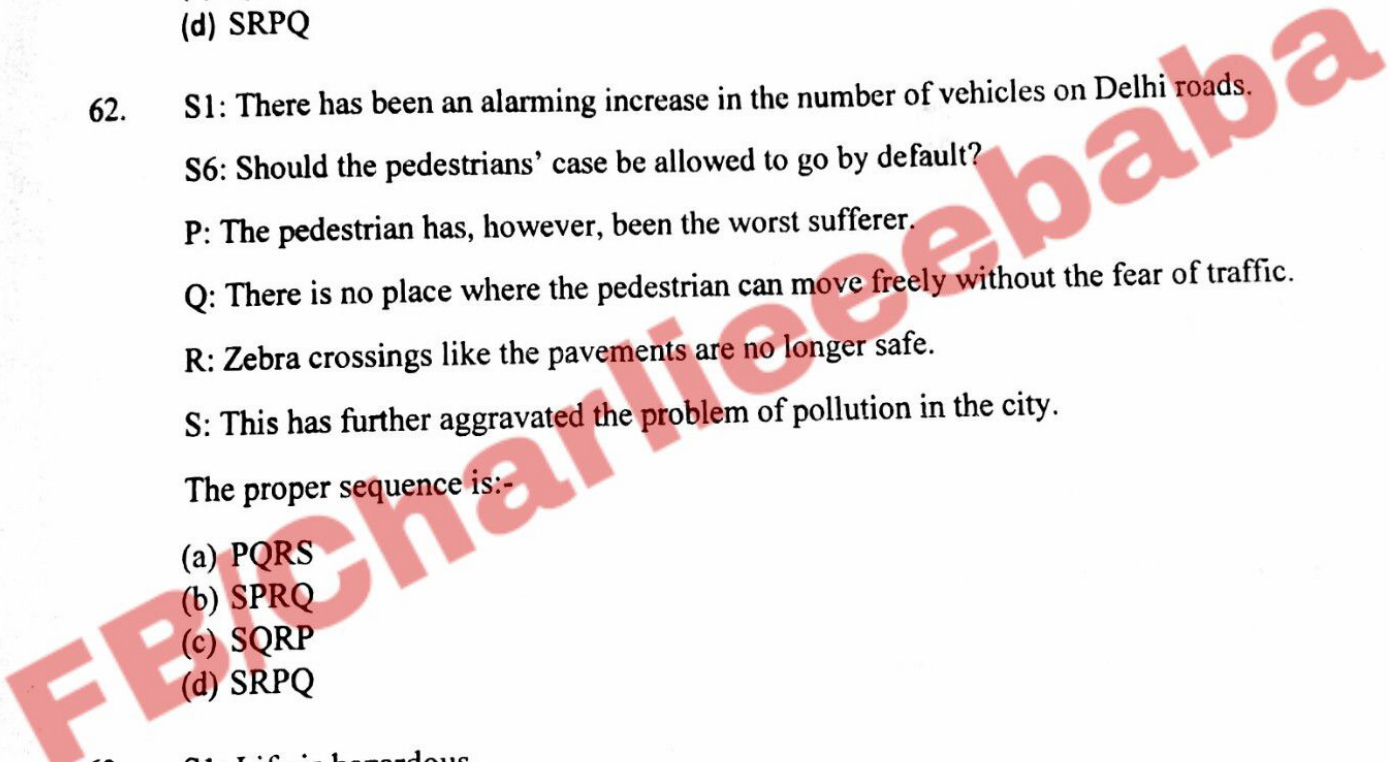 (d) SRPQ
62. S1: There has been an alarming increase in the number of vehicles on Delhi roads.
S6: Should the pedestrians' case be allowed to go by default?
P: The pedestrian has, however, been the worst sufferer.
Q: There is no place where the pedestrian can move freely without the fear of traffic.
R: Zebra crossings like the pavements are no longer safe.
S: This has further aggravated the problem of pollution in the city.
The proper sequence is:-
(a) PQRS
(b) SPRQ
(c) SQRP
(d) SRPQ
FB/Charlieeebaba